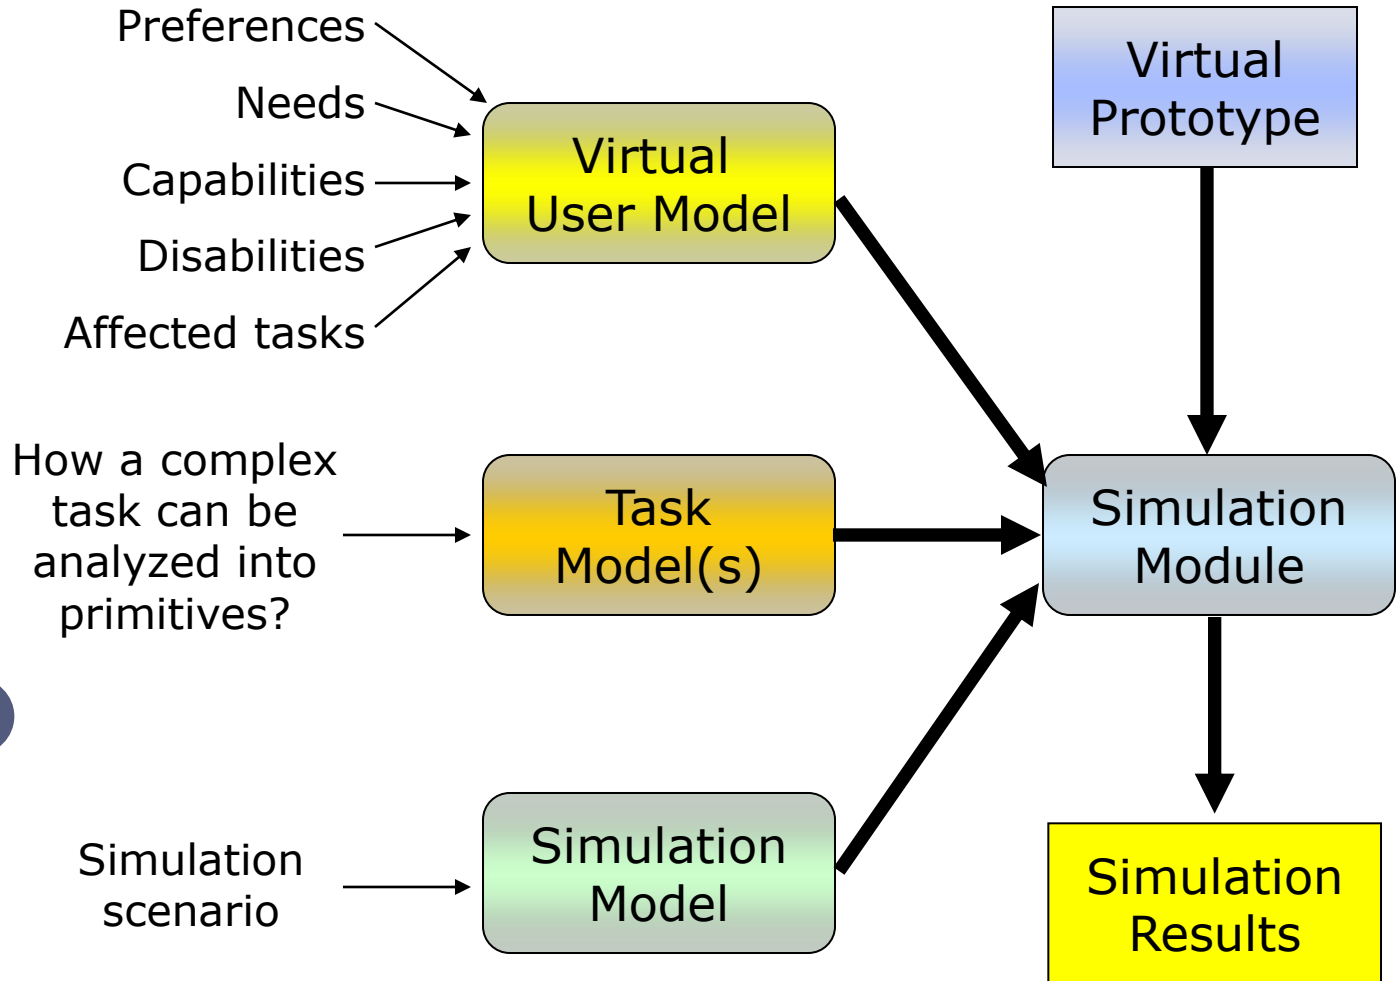 Preferences
Needs
Capabilities
Disabilities
Affected tasks
Virtual
User Model
Virtual
Prototype
How a complex
task can be
analyzed into
primitives?
Task
Model(s)
Simulation
Module
Simulation
scenario
Simulation
Model
Simulation
Results